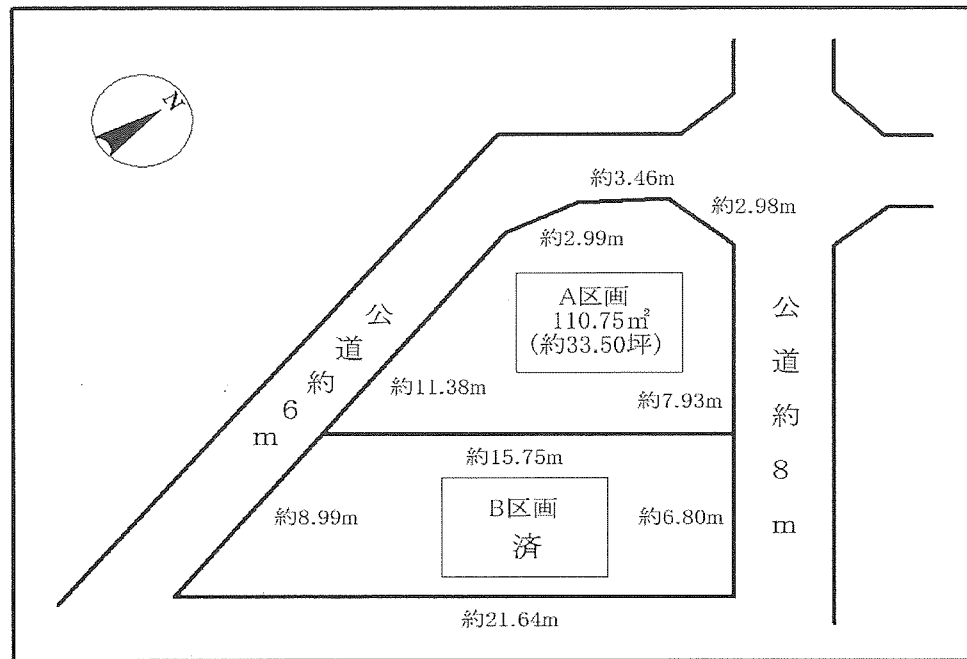 N
約3.46m
約2.98m
約2.99m
A区画
110.75㎡
(約33.50坪)
公道約6m
公道約8m
約11.38m
約7.93m
約15.75m
約8.99m
B区画
済
約6.80m
約21.64m